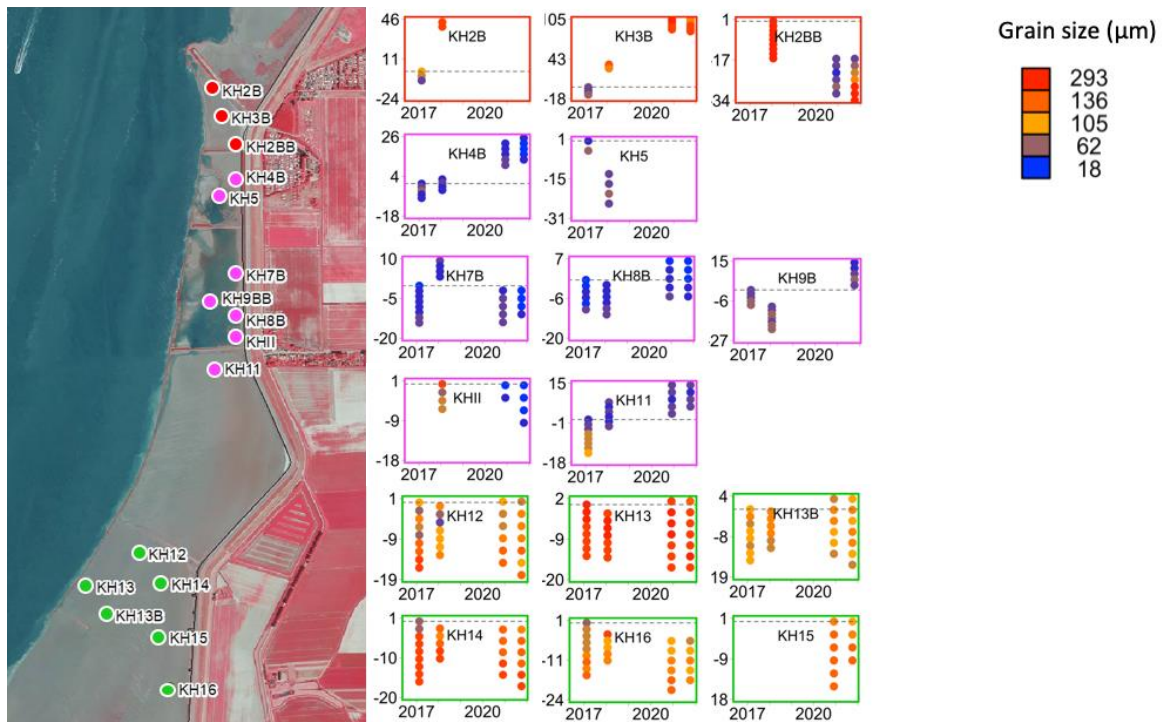 Grain size (µm)
293
136
105
62
18
KH2B
KH3B
KH2BB
KH4B
KH5
KH7B
KH9BB
KH8B
KHII
KH11
KH12
KH13
KH14
KH13B
KH15
KH16
46
11
-24
KH2B
2017 2020
105
43
-18
KH3B
2017 2020
1
-17
34
KH2BB
2017 2020
26
4
-18
KH4B
2017 2020
1
-15
-31
KH5
2017 2020
10
-5
-20
KH7B
2017 2020
7
-6
-20
KH8B
2017 2020
15
-6
-27
KH9B
2017 2020
1
-9
-18
KHII
2017 2020
15
-1
-18
KH11
2017 2020
1
-9
-19
KH12
2017 2020
2
-9
-20
KH13
2017 2020
4
-8
19
KH13B
2017 2020
1
-10
-20
KH14
2017 2020
1
-11
-24
KH16
2017 2020
1
-9
18
KH15
2017 2020